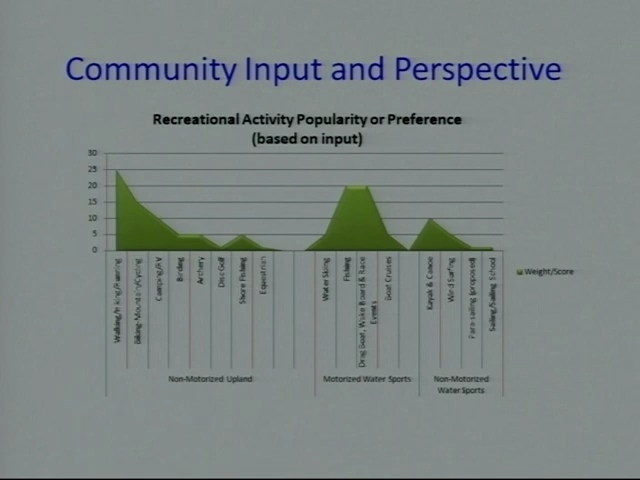 Community Input and Perspective
Recreational Activity Popularity or Preference
(based on input)
30
25
20
15
10
5
0
Walking/Hiking/Running
Biking-Mountain/Cycling
Camping/RV
Birding
Archery
Disc Golf
Shore Fishing
Equestrian
Water Skiing
Fishing
Drag Boat, Wake Board & Race
Events
Boat Cruises
Kayak & Canoe
Wind Surfing
Para-sailing (proposed)
Sailing/Sailing School
Non-Motorized Upland
Motorized Water Sports
Non-Motorized
Water Sports
Weight/Score